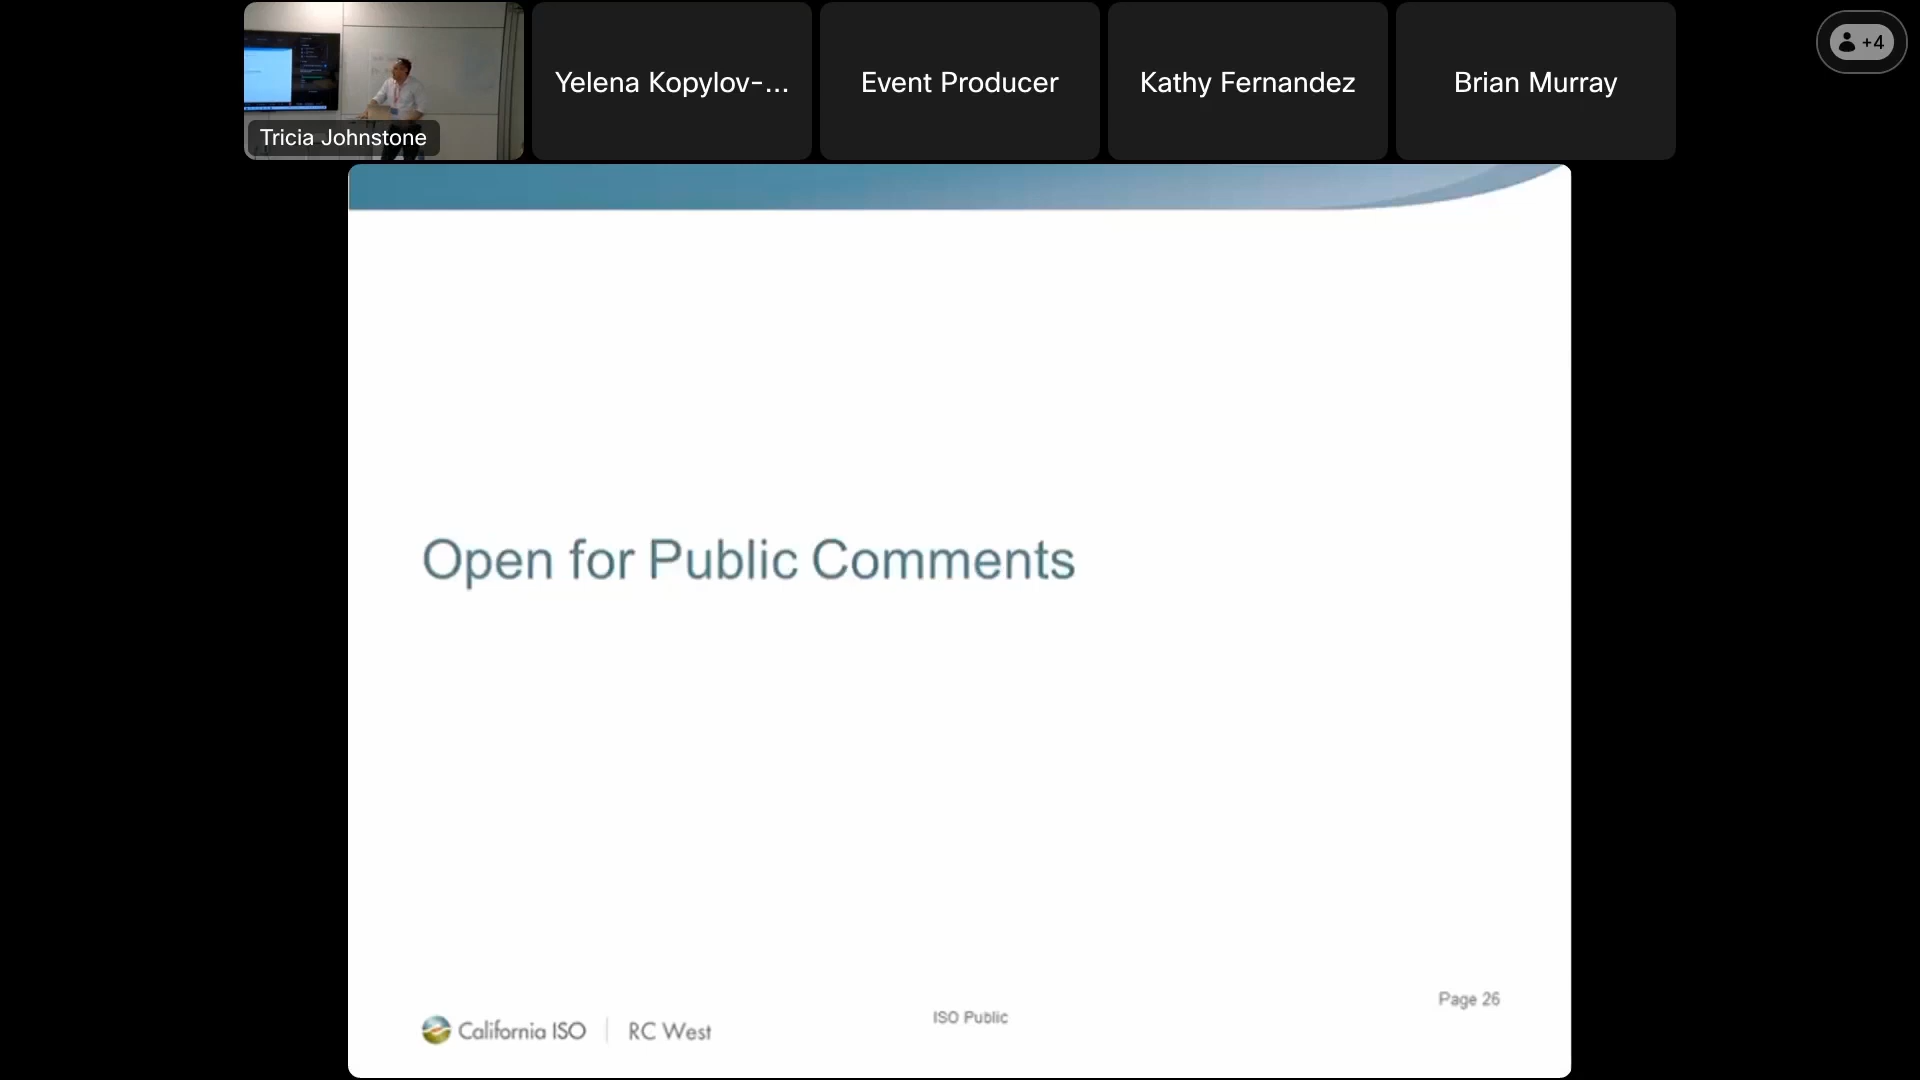 Tricia Johnstone
Yelena Kopylov-...
Event Producer
Kathy Fernandez
Brian Murray
+4
Open for Public Comments
Page 26
California ISO | RC West
ISO Public